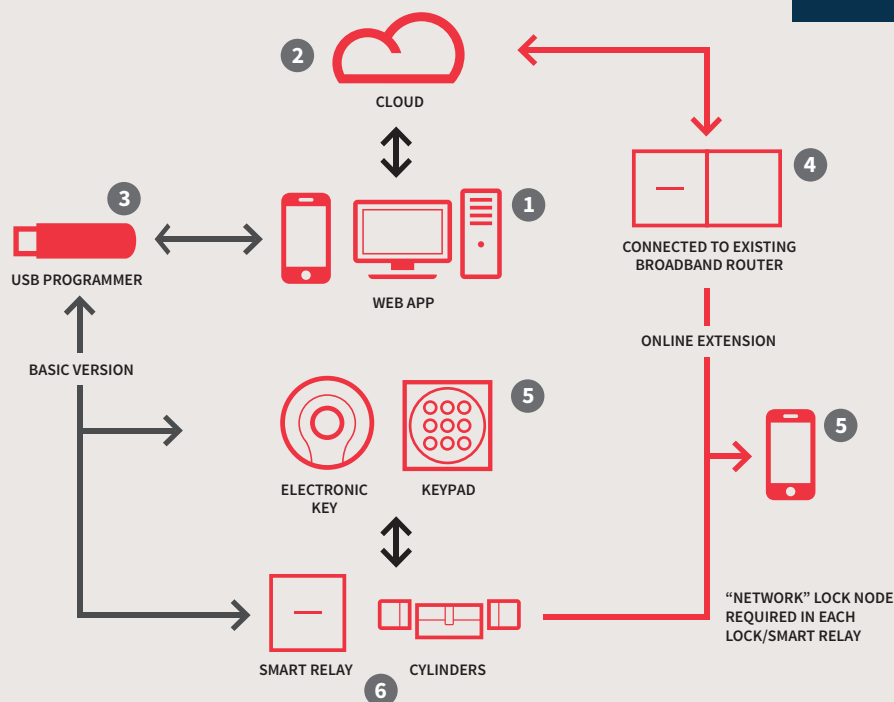 2
CLOUD
3
1
4
USB PROGRAMMER
WEB APP
CONNECTED TO EXISTING
BROADBAND ROUTER
BASIC VERSION
ONLINE EXTENSION
5
5
ELECTRONIC
KEY
KEYPAD
"NETWORK" LOCK NODE
REQUIRED IN EACH
LOCK/SMART RELAY
SMART RELAY
CYLINDERS
6